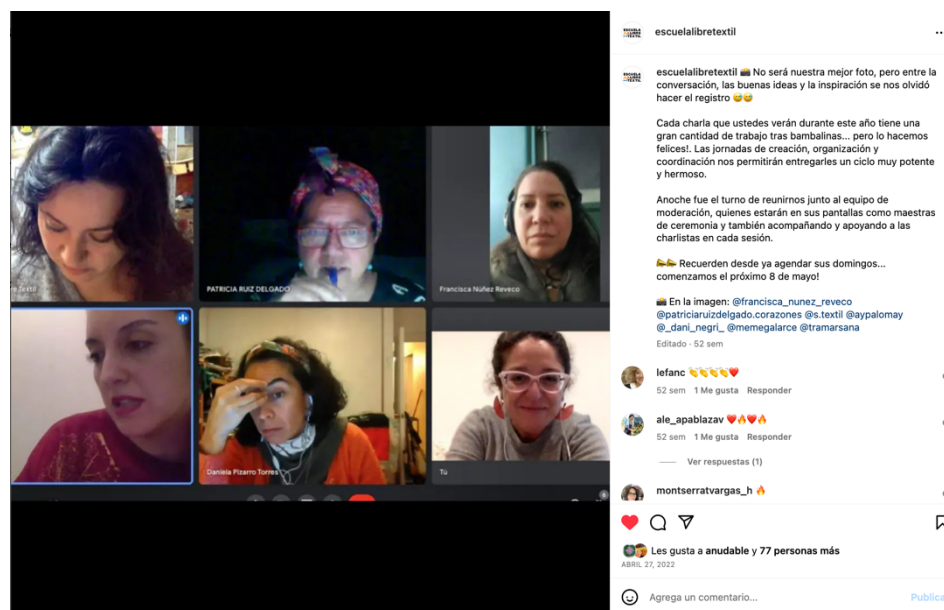 PATRICIA RUIZ DELGADO
Francisca Núñez Reveco
Daniela Pizarro Torres
Tú
ESCUELA
LIBRE
TEXTIL
escuelalibretextil
escuelalibretextil 📸 No será nuestra mejor foto, pero entre la
conversación, las buenas ideas y la inspiración se nos olvidó
hacer el registro 😅😅
Cada charla que ustedes verán durante este año tiene una
gran cantidad de trabajo tras bambalinas... pero lo hacemos
felices!. Las jornadas de creación, organización y
coordinación nos permitirán entregarles un ciclo muy potente
y hermoso.
Anoche fue el turno de reunirnos junto al equipo de
moderación, quienes estarán en sus pantallas como maestras
de ceremonia y también acompañando y apoyando a las
charlistas en cada sesión.
Recuerden desde ya agendar sus domingos...
comenzamos el próximo 8 de mayo!
📸 En la imagen: @francisca_nunez_reveco
@patriciaruizdelgado.corazones @s.textil @aypalomay
@_dani_negri_ @mememegalarce @tramarsana
Editado · 52 sem
lefanc 👏👏👏👏❤️
52 sem 1 Me gusta Responder
ale_apablazav ❤️🔥❤️🔥
52 sem 1 Me gusta Responder
Ver respuestas (1)
montserratvargas_h 🔥
Les gusta a anudable y 77 personas más
ABRIL 27, 2022
Agrega un comentario...
Publica